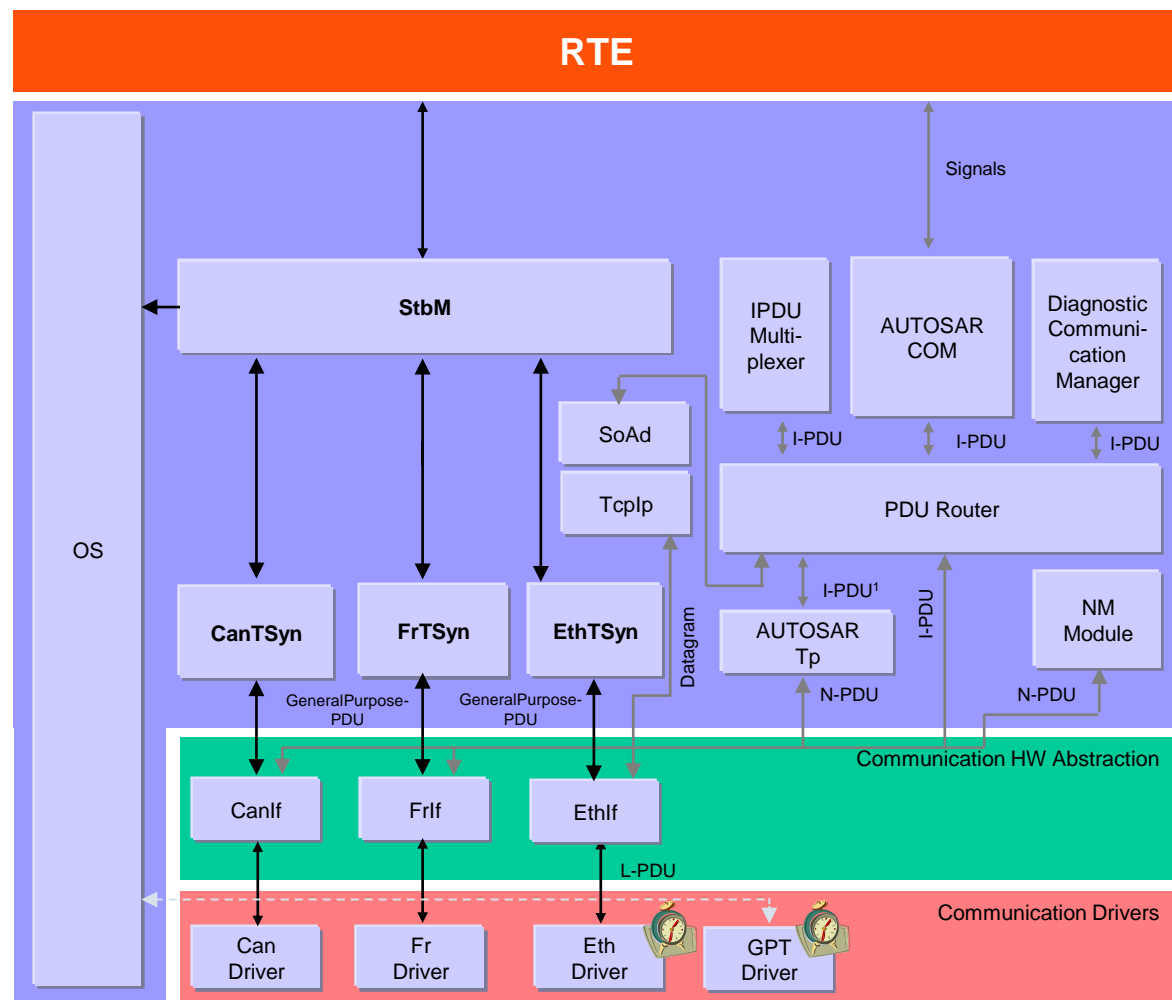 RTE
Signals
StbM
IPDU
Multi-
plexer
AUTOSAR
COM
Diagnostic
Communi-
cation
Manager
SoAd
I-PDU
I-PDU
I-PDU
TcpIp
PDU Router
OS
I-PDU¹
I-PDU
Datagram
CanTSyn
FrTSyn
EthTSyn
AUTOSAR
Tp
NM
Module
GeneralPurpose-
PDU
GeneralPurpose-
PDU
N-PDU
N-PDU
Communication HW Abstraction
CanIf
FrIf
EthIf
L-PDU
Communication Drivers
Can
Driver
Fr
Driver
Eth
Driver
GPT
Driver